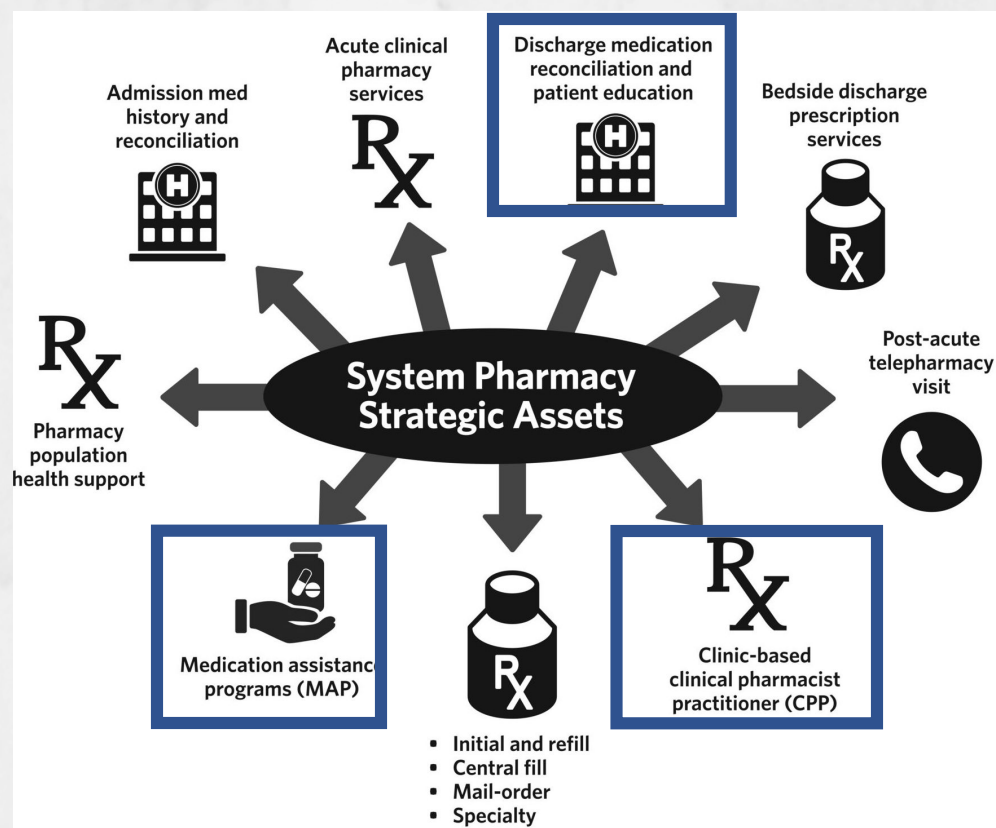 Admission med
history and
reconciliation
H
Acute clinical
pharmacy
services
Rx
Discharge medication
reconciliation and
patient education
H
Bedside discharge
prescription
services
Rx
Rx
Pharmacy
population
health support
System Pharmacy
Strategic Assets
Post-acute
telepharmacy
visit
Medication assistance
programs (MAP)
Rx
▪ Initial and refill
▪ Central fill
▪ Mail-order
▪ Specialty
Rx
Clinic-based
clinical pharmacist
practitioner (CPP)